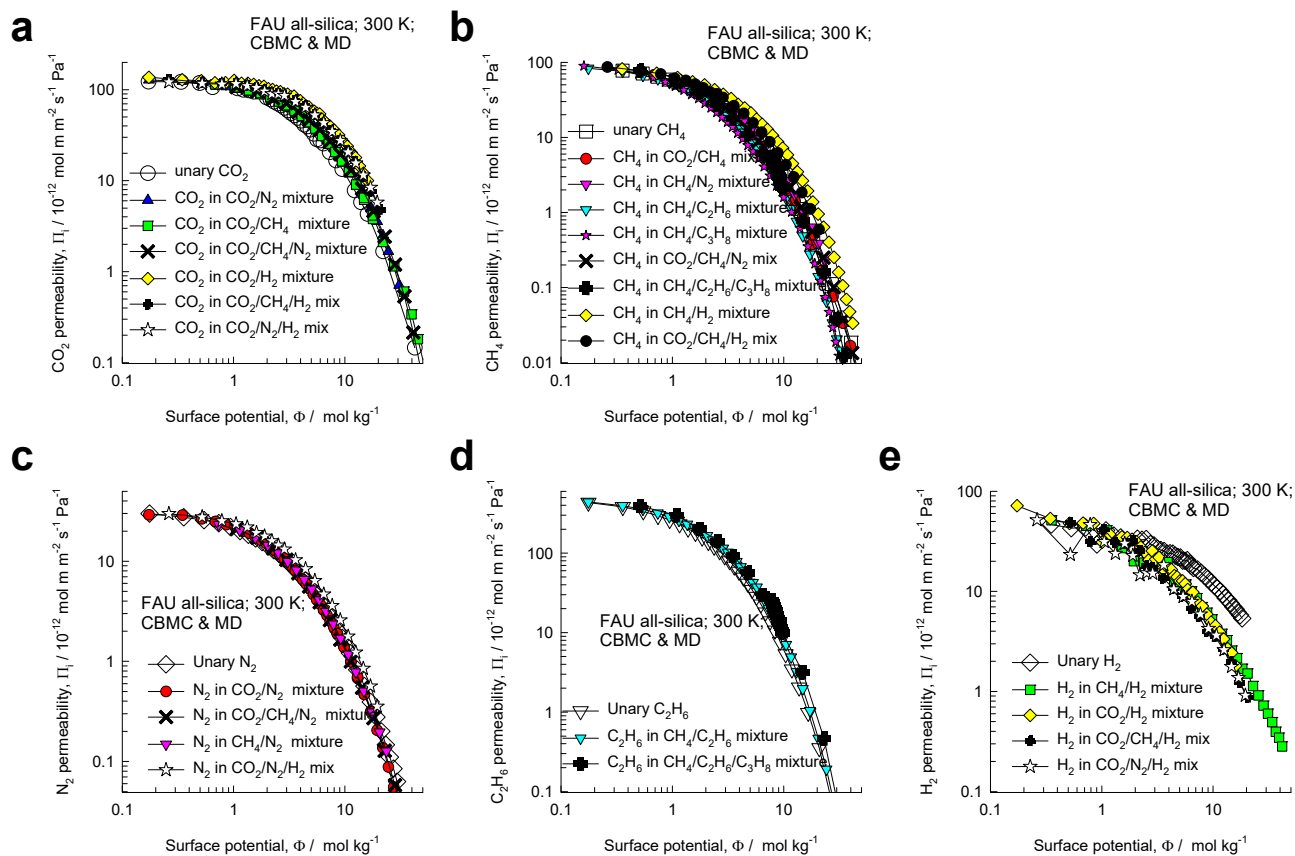 a
FAU all-silica; 300 K;
CBMC & MD
CO2 permeability, Πi / 10-12 mol m m-2 s-1 Pa-1
100
10
1
0.1
unary CO2
CO2 in CO2/N2 mixture
CO2 in CO2/CH4 mixture
CO2 in CO2/CH4/N2 mixture
CO2 in CO2/H2 mixture
CO2 in CO2/CH4/H2 mix
CO2 in CO2/N2/H2 mix
0.1 1 10
Surface potential, Φ / mol kg-1
b
FAU all-silica; 300 K;
CBMC & MD
CH4 permeability, Πi / 10-12 mol m m-2 s-1 Pa-1
100
10
1
0.1
0.01
unary CH4
CH4 in CO2/CH4 mix
CH4 in CH4/N2 mixture
CH4 in CH4/C2H6 mixture
CH4 in CH4/C3H8 mixture
CH4 in CO2/CH4/N2 mix
CH4 in CH4/C2H6/C3H8 mixture
CH4 in CH4/H2 mixture
CH4 in CO2/CH4/H2 mix
0.1 1 10
Surface potential, Φ / mol kg-1
c
N2 permeability, Πi / 10-12 mol m m-2 s-1 Pa-1
10
1
0.1
FAU all-silica; 300 K;
CBMC & MD
Unary N2
N2 in CO2/N2 mixture
N2 in CO2/CH4/N2 mixture
N2 in CH4/N2 mixture
N2 in CO2/N2/H2 mix
0.1 1 10
Surface potential, Φ / mol kg-1
d
C2H6 permeability, Πi / 10-12 mol m m-2 s-1 Pa-1
100
10
1
0.1
FAU all-silica; 300 K;
CBMC & MD
Unary C2H6
C2H6 in CH4/C2H6 mixture
C2H6 in CH4/C2H6/C3H8 mixture
0.1 1 10
Surface potential, Φ / mol kg-1
e
FAU all-silica; 300 K;
CBMC & MD
H2 permeability, Πi / 10-12 mol m m-2 s-1 Pa-1
100
10
1
0.1
Unary H2
H2 in CH4/H2 mixture
H2 in CO2/H2 mixture
H2 in CO2/CH4/H2 mix
H2 in CO2/N2/H2 mix
0.1 1 10
Surface potential, Φ / mol kg-1